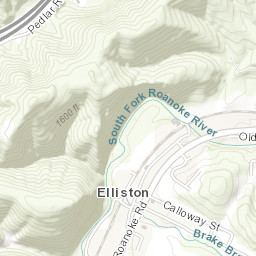 Pedlar R
1600 ft
South Fork Roanoke River
Old
Elliston
Calloway St
Roanoke Rd
Brake Br